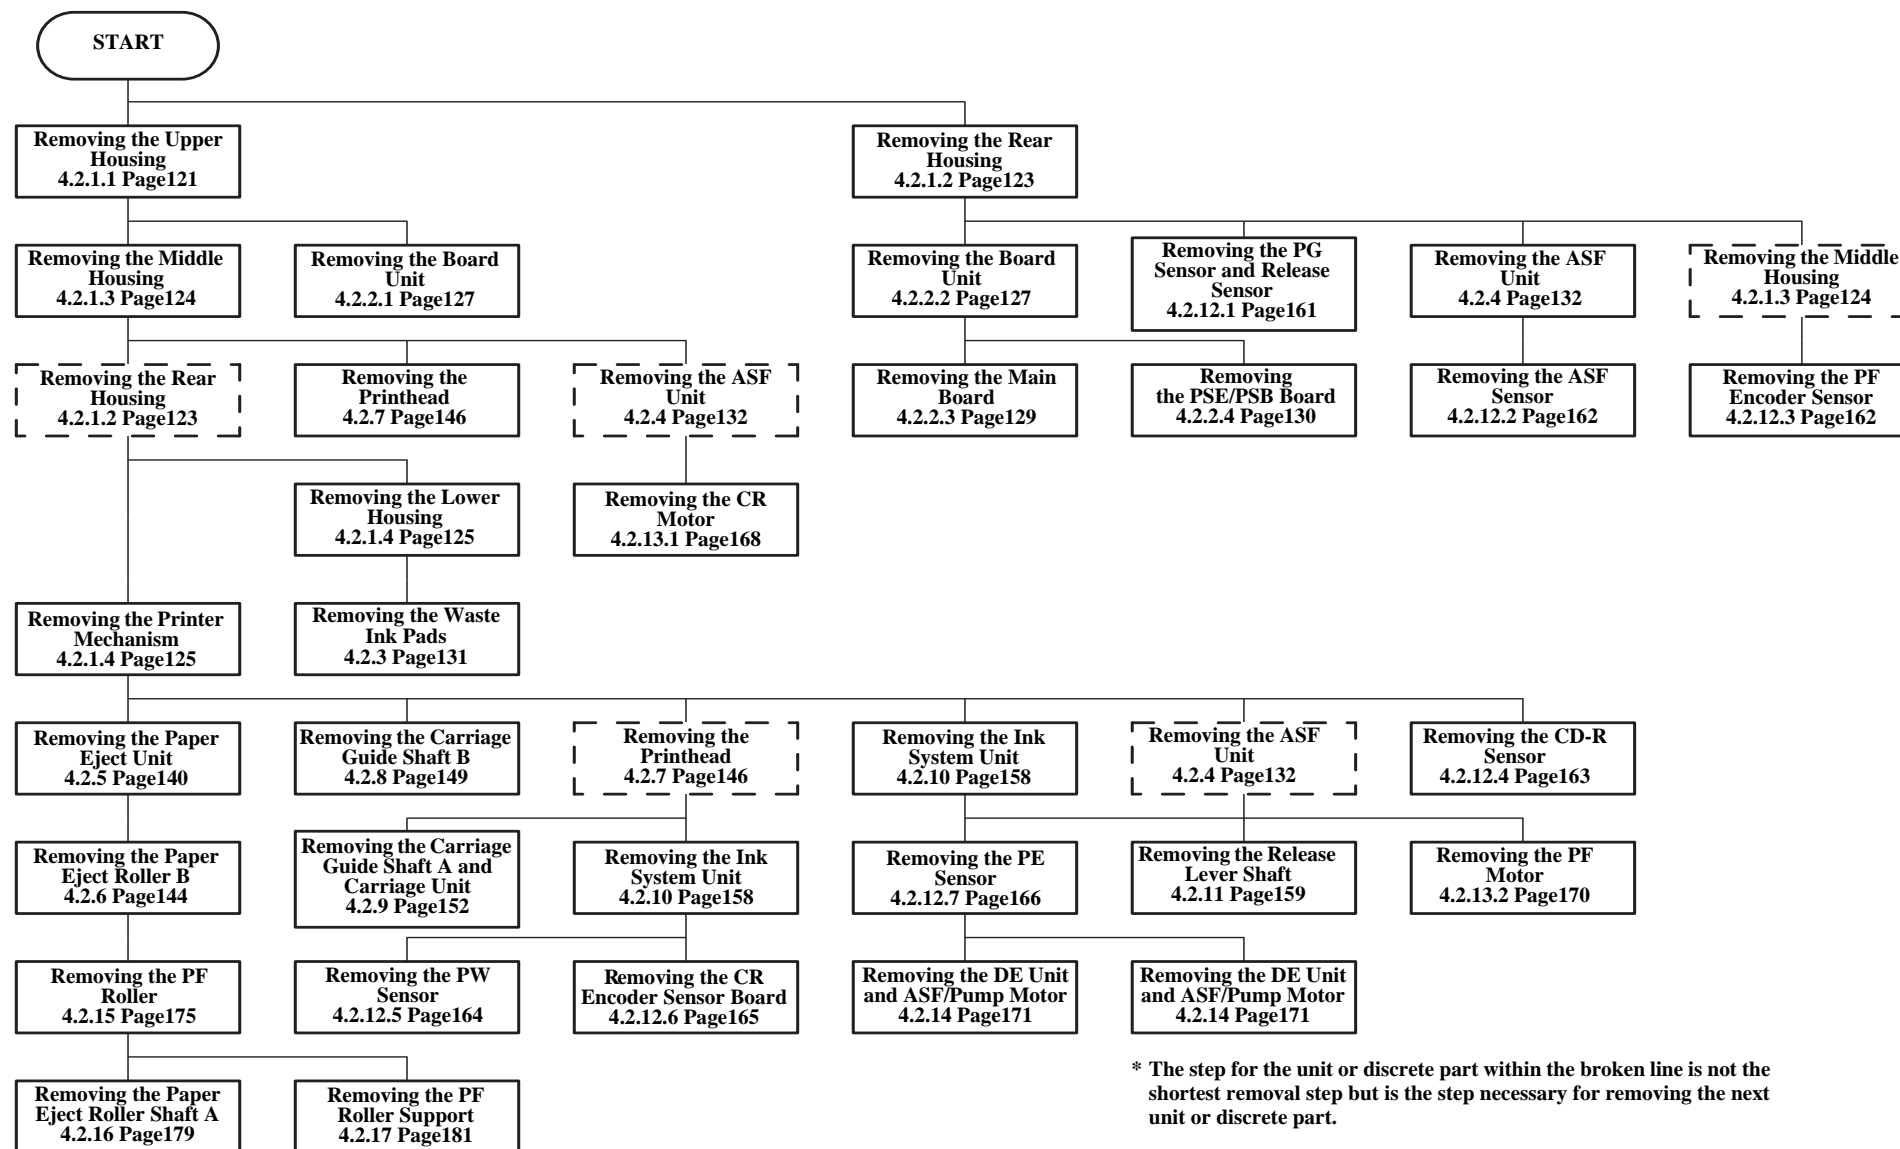 START
Removing the Upper
Housing
4.2.1.1 Page121
Removing the Rear
Housing
4.2.1.2 Page123
Removing the Middle
Housing
4.2.1.3 Page124
Removing the Board
Unit
4.2.2.1 Page127
Removing the Board
Unit
4.2.2.2 Page127
Removing the PG
Sensor and Release
Sensor
4.2.12.1 Page161
Removing the ASF
Unit
4.2.4 Page132
Removing the Middle
Housing
4.2.1.3 Page124
Removing the Rear
Housing
4.2.1.2 Page123
Removing the
Printhead
4.2.7 Page146
Removing the ASF
Unit
4.2.4 Page132
Removing the Main
Board
4.2.2.3 Page129
Removing
the PSE/PSB Board
4.2.2.4 Page130
Removing the ASF
Sensor
4.2.12.2 Page162
Removing the PF
Encoder Sensor
4.2.12.3 Page162
Removing the Lower
Housing
4.2.1.4 Page125
Removing the CR
Motor
4.2.13.1 Page168
Removing the Printer
Mechanism
4.2.1.4 Page125
Removing the Waste
Ink Pads
4.2.3 Page131
Removing the Paper
Eject Unit
4.2.5 Page140
Removing the Carriage
Guide Shaft B
4.2.8 Page149
Removing the
Printhead
4.2.7 Page146
Removing the Ink
System Unit
4.2.10 Page158
Removing the ASF
Unit
4.2.4 Page132
Removing the CD-R
Sensor
4.2.12.4 Page163
Removing the Paper
Eject Roller B
4.2.6 Page144
Removing the Carriage
Guide Shaft A and
Carriage Unit
4.2.9 Page152
Removing the Ink
System Unit
4.2.10 Page158
Removing the PE
Sensor
4.2.12.7 Page166
Removing the Release
Lever Shaft
4.2.11 Page159
Removing the PF
Motor
4.2.13.2 Page170
Removing the PF
Roller
4.2.15 Page175
Removing the PW
Sensor
4.2.12.5 Page164
Removing the CR
Encoder Sensor Board
4.2.12.6 Page165
Removing the DE Unit
and ASF/Pump Motor
4.2.14 Page171
Removing the DE Unit
and ASF/Pump Motor
4.2.14 Page171
Removing the Paper
Eject Roller Shaft A
4.2.16 Page179
Removing the PF
Roller Support
4.2.17 Page181
* The step for the unit or discrete part within the broken line is not the
shortest removal step but is the step necessary for removing the next
unit or discrete part.